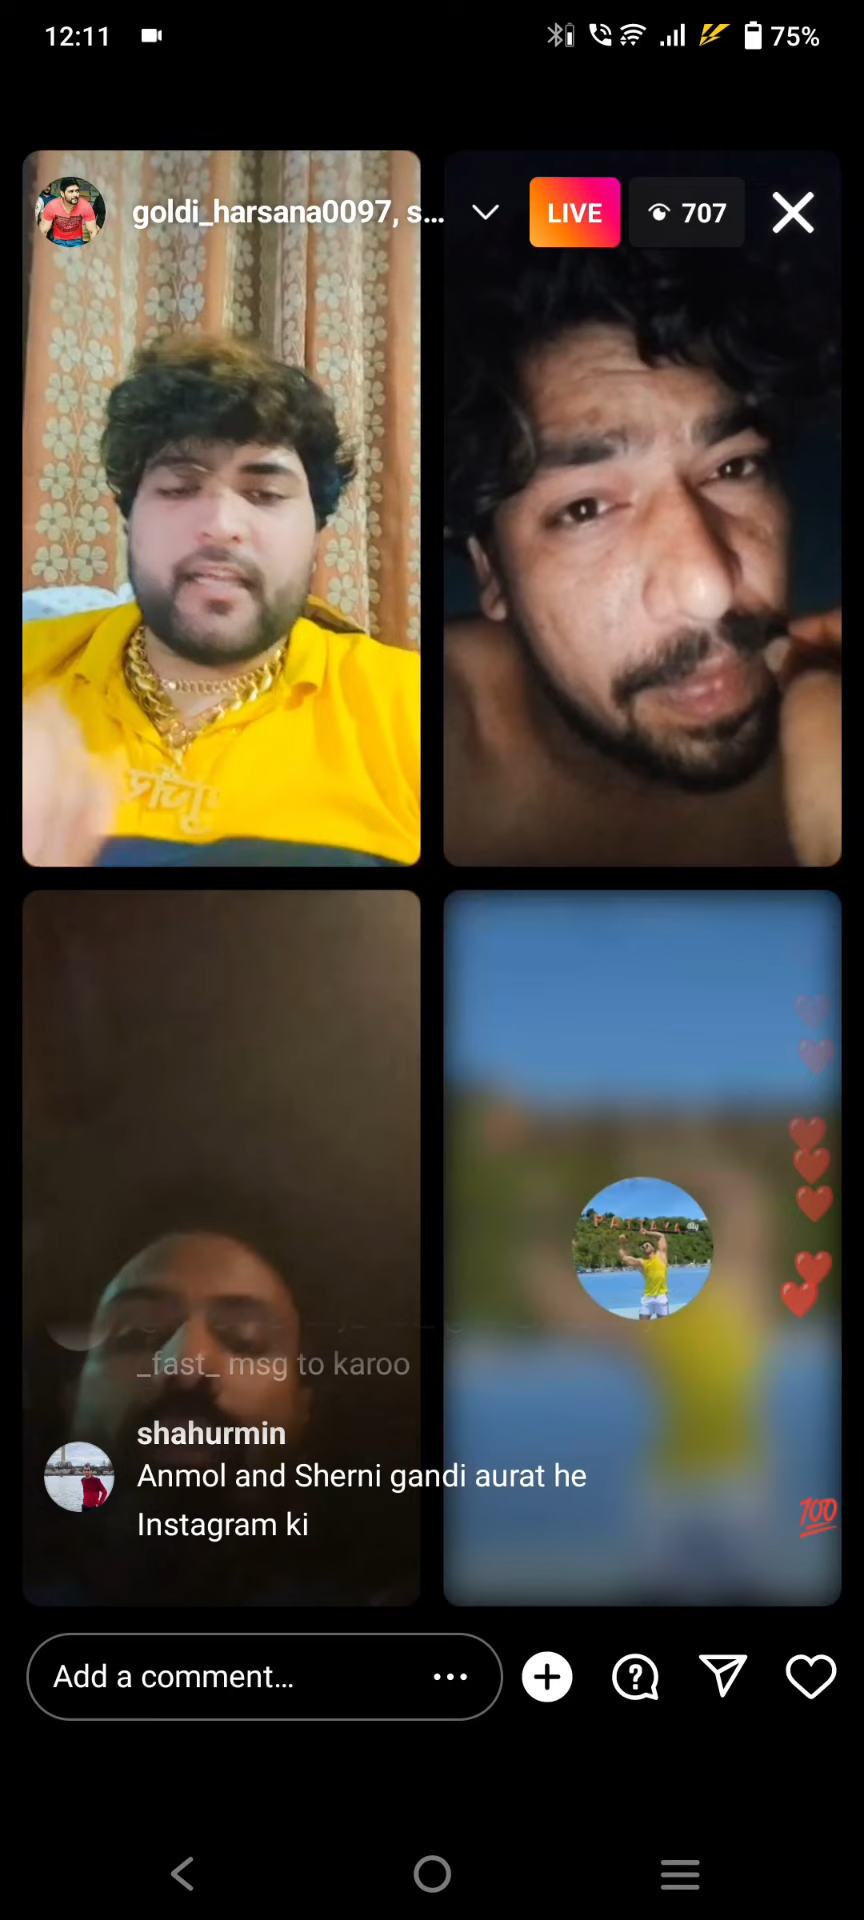 12:11
75%
goldi_harsana0097, s...
LIVE
707
_fast_ msg to karoo
shahurmin
Anmol and Sherni gandi aurat he
Instagram ki
100
Add a comment...